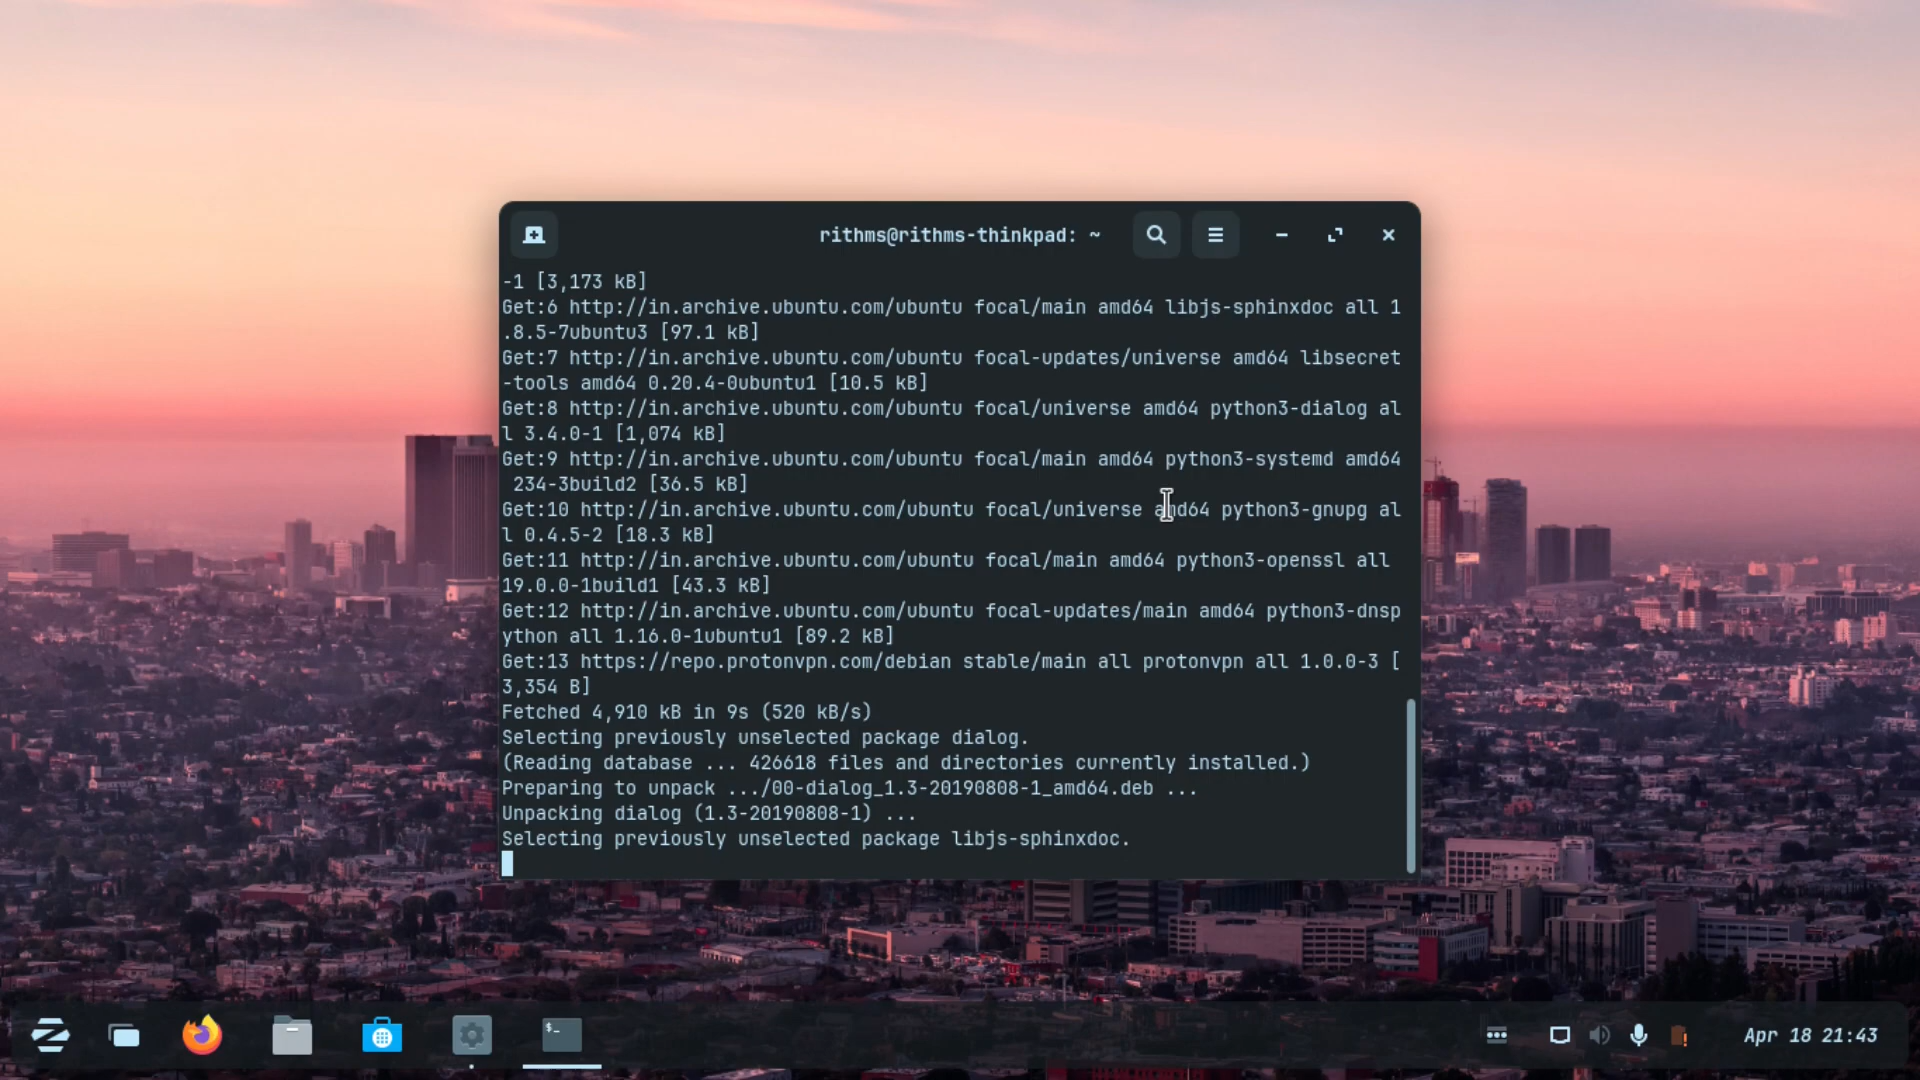 rithms@rithms-thinkpad: ~
-1 [3,173 kB]
Get:6 http://in.archive.ubuntu.com/ubuntu focal/main amd64 libjs-sphinxdoc all 1
.8.5-7ubuntu3 [97.1 kB]
Get:7 http://in.archive.ubuntu.com/ubuntu focal-updates/universe amd64 libsecret
-tools amd64 0.20.4-0ubuntu1 [10.5 kB]
Get:8 http://in.archive.ubuntu.com/ubuntu focal/universe amd64 python3-dialog al
l 3.4.0-1 [1,074 kB]
Get:9 http://in.archive.ubuntu.com/ubuntu focal/main amd64 python3-systemd amd64
 234-3build2 [36.5 kB]
Get:10 http://in.archive.ubuntu.com/ubuntu focal/universe amd64 python3-gnupg al
l 0.4.5-2 [18.3 kB]
Get:11 http://in.archive.ubuntu.com/ubuntu focal/main amd64 python3-openssl all
19.0.0-1build1 [43.3 kB]
Get:12 http://in.archive.ubuntu.com/ubuntu focal-updates/main amd64 python3-dnsp
ython all 1.16.0-1ubuntu1 [89.2 kB]
Get:13 https://repo.protonvpn.com/debian stable/main all protonvpn all 1.0.0-3 [
3,354 B]
Fetched 4,910 kB in 9s (520 kB/s)
Selecting previously unselected package dialog.
(Reading database ... 426618 files and directories currently installed.)
Preparing to unpack .../00-dialog_1.3-20190808-1_amd64.deb ...
Unpacking dialog (1.3-20190808-1) ...
Selecting previously unselected package libjs-sphinxdoc.
$-
Apr 18 21:43